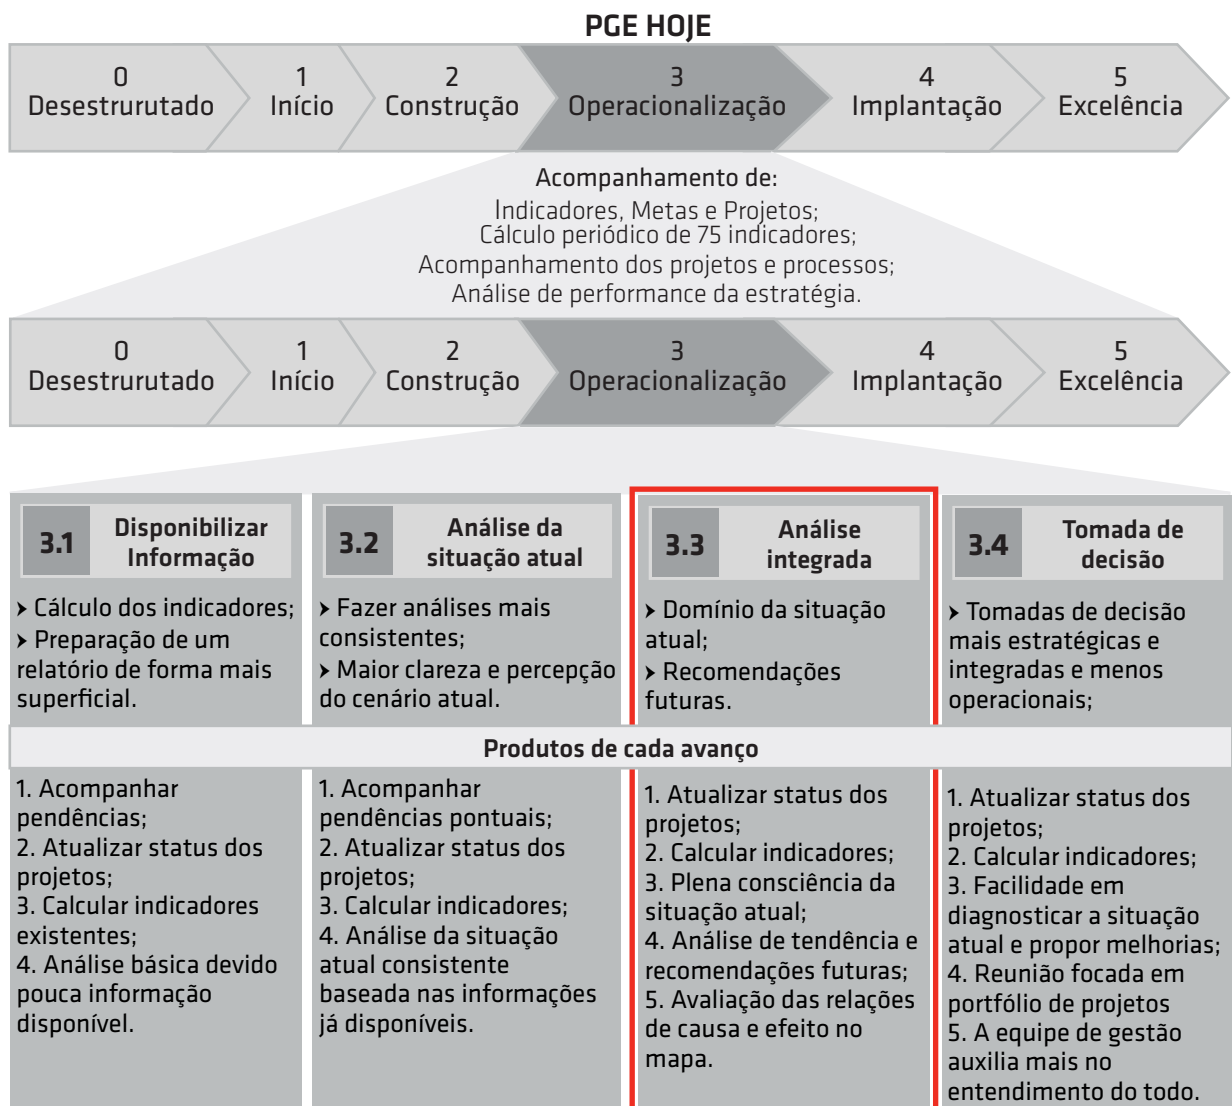 PGE HOJE
0
Desestrurutado
1
Início
2
Construção
3
Operacionalização
4
Implantação
5
Excelência
Acompanhamento de:
Indicadores, Metas e Projetos;
Cálculo periódico de 75 indicadores;
Acompanhamento dos projetos e processos;
Análise de performance da estratégia.
0
Desestrurutado
1
Início
2
Construção
3
Operacionalização
4
Implantação
5
Excelência
3.1
Disponibilizar
Informação
› Cálculo dos indicadores;
› Preparação de um
relatório de forma mais
superficial.
3.2
Análise da
situação atual
› Fazer análises mais
consistentes;
› Maior clareza e percepção
do cenário atual.
3.3
Análise
integrada
› Domínio da situação
atual;
› Recomendações
futuras.
3.4
Tomada de
decisão
› Tomadas de decisão
mais estratégicas e
integradas e menos
operacionais;
Produtos de cada avanço
1. Acompanhar
pendências;
2. Atualizar status dos
projetos;
3. Calcular indicadores
existentes;
4. Análise básica devido
pouca informação
disponível.
1. Acompanhar
pendências pontuais;
2. Atualizar status dos
projetos;
3. Calcular indicadores;
4. Análise da situação
atual consistente
baseada nas informações
já disponíveis.
1. Atualizar status dos
projetos;
2. Calcular indicadores;
3. Plena consciência da
situação atual;
4. Análise de tendência e
recomendações futuras;
5. Avaliação das relações
de causa e efeito no
mapa.
1. Atualizar status dos
projetos;
2. Calcular indicadores;
3. Facilidade em
diagnosticar a situação
atual e propor melhorias;
4. Reunião focada em
portfólio de projetos
5. A equipe de gestão
auxilia mais no
entendimento do todo.